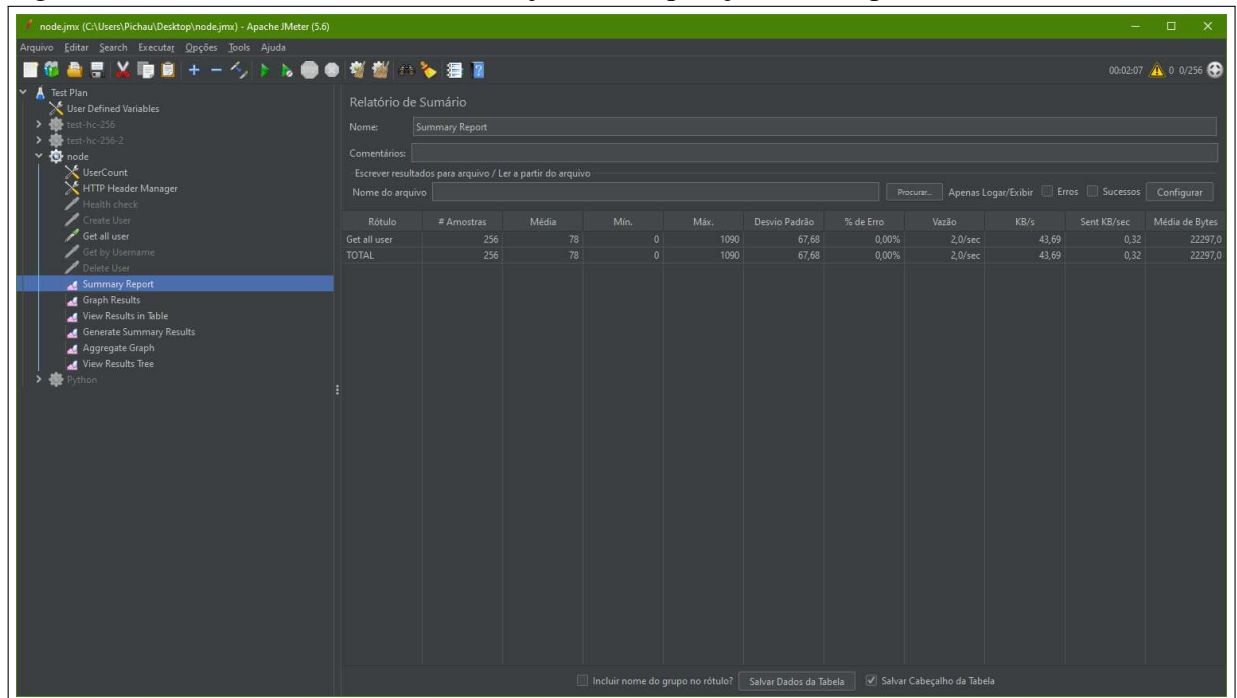 node.jmx (C:\Users\Pichau\Desktop\node.jmx) - Apache JMeter (5.6)
Arquivo Editar Search Executar Opções Tools Ajuda
00:02:07 0 0/256
Test Plan
User Defined Variables
test-hc-256
test-hc-256-2
node
UserCount
HTTP Header Manager
Health check
Create User
Get all user
Get by Username
Delete User
Summary Report
Graph Results
View Results in Table
Generate Summary Results
Aggregate Graph
View Results Tree
Python
Relatório de Sumário
Nome: Summary Report
Comentários:
Escrever resultados para arquivo / Ler a partir do arquivo
Nome do arquivo Procurar... Apenas Logar/Exibir Erros Sucessos Configurar
Rótulo # Amostras Média Mín. Máx. Desvio Padrão % de Erro Vazão KB/s Sent KB/sec Média de Bytes
Get all user 256 78 0 1090 67,68 0,00% 2,0/sec 43,69 0,32 22297,0
TOTAL 256 78 0 1090 67,68 0,00% 2,0/sec 43,69 0,32 22297,0
Incluir nome do grupo no rótulo? Salvar Dados da Tabela Salvar Cabeçalho da Tabela